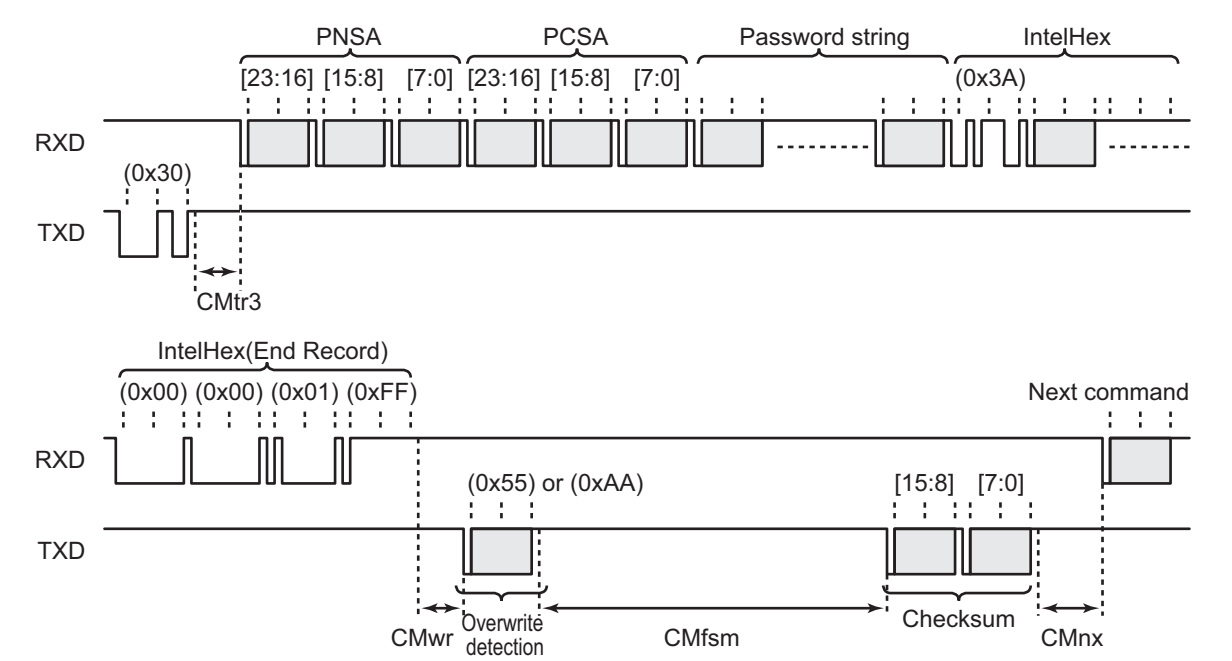 PNSA PCSA Password string IntelHex
[23:16] [15:8] [7:0] [23:16] [15:8] [7:0] (0x3A)
RXD
(0x30)
TXD
CMtr3
IntelHex(End Record)
(0x00) (0x00) (0x01) (0xFF)
Next command
RXD
(0x55) or (0xAA) [15:8] [7:0]
TXD
CMwr Overwrite detection CMfsm Checksum CMnx